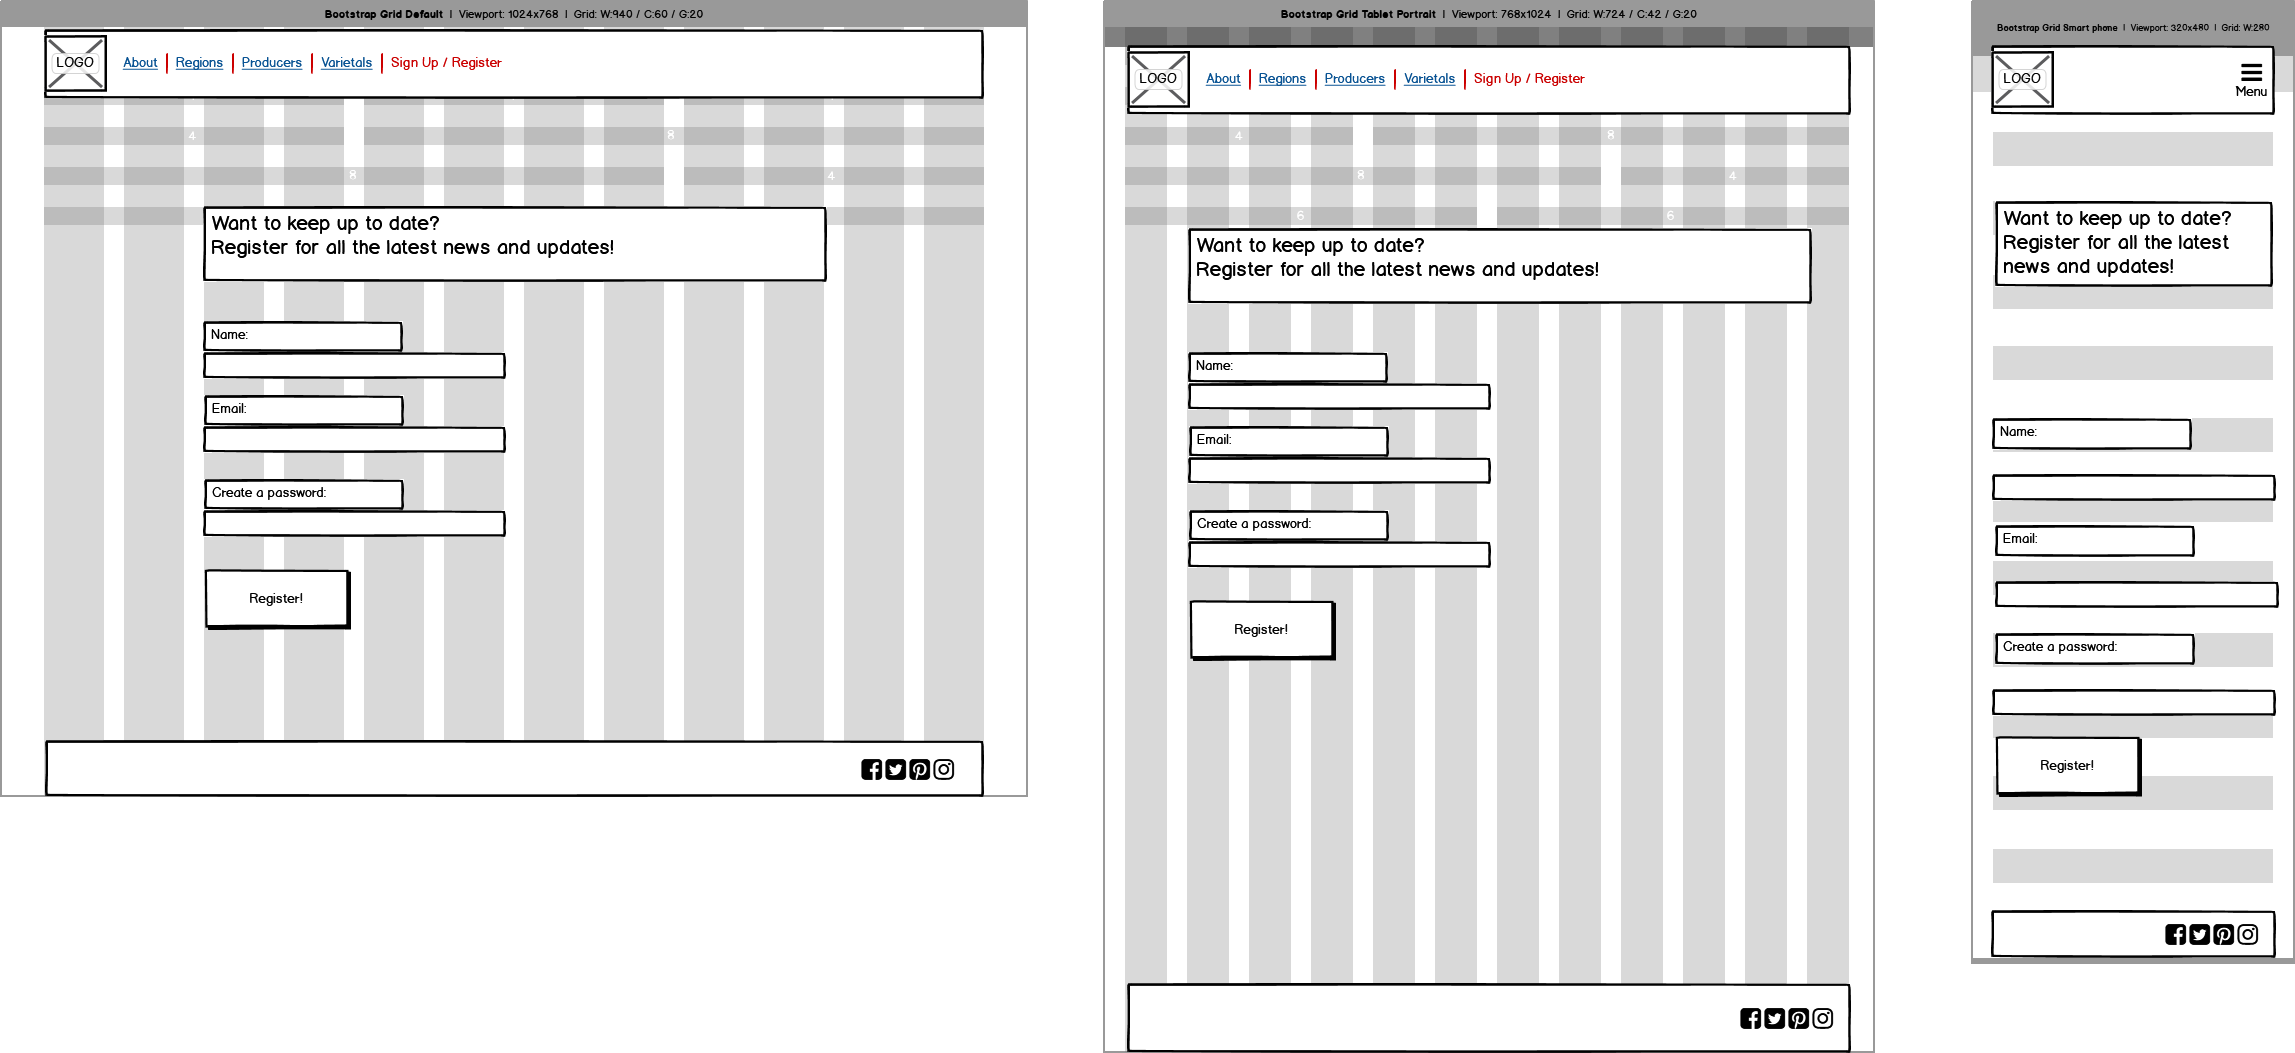 Bootstrap Grid Default | Viewport: 1024x768 | Grid: W:940 / C:60 / G:20
LOGO
About | Regions | Producers | Varietals | Sign Up / Register
4 8
8 4
Want to keep up to date?
Register for all the latest news and updates!
Name:
Email:
Create a password:
Register!
Bootstrap Grid Tablet Portrait | Viewport: 768x1024 | Grid: W:724 / C:42 / G:20
LOGO
About | Regions | Producers | Varietals | Sign Up / Register
4 8
8 4
6 6
Want to keep up to date?
Register for all the latest news and updates!
Name:
Email:
Create a password:
Register!
Bootstrap Grid Smart phone | Viewport: 320x480 | Grid: W:280
LOGO
Menu
Want to keep up to date?
Register for all the latest
news and updates!
Name:
Email:
Create a password:
Register!